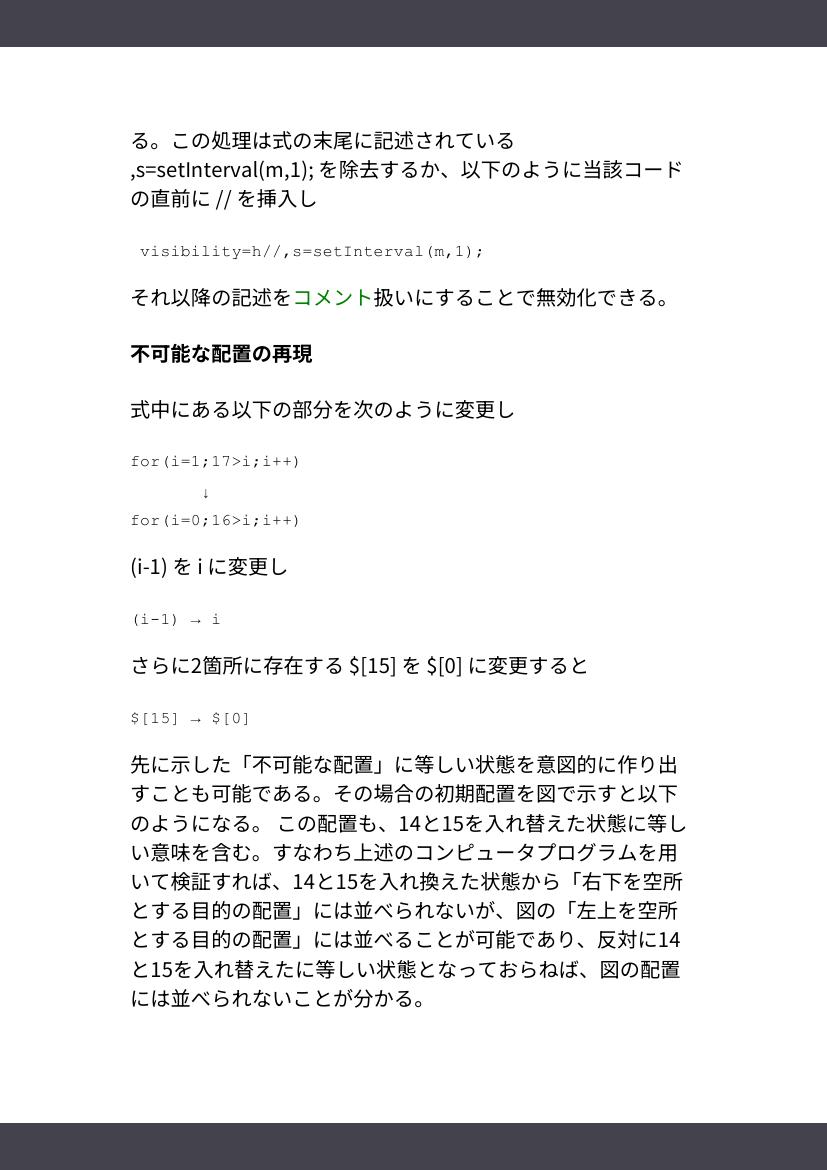 る。この処理は式の末尾に記述されている
,s=setInterval(m,1); を除去するか、以下のように当該コード
の直前に // を挿入し
visibility=h//,s=setInterval(m,1);
それ以降の記述をコメント扱いにすることで無効化できる。
不可能な配置の再現
式中にある以下の部分を次のように変更し
for(i=1;17>i;i++)
↓
for(i=0;16>i;i++)
(i-1) を i に変更し
(i-1) → i
さらに2箇所に存在する $[15] を $[0] に変更すると
$[15] → $[0]
先に示した「不可能な配置」に等しい状態を意図的に作り出
すことも可能である。その場合の初期配置を図で示すと以下
のようになる。 この配置も、14と15を入れ替えた状態に等し
い意味を含む。すなわち上述のコンピュータプログラムを用
いて検証すれば、14と15を入れ換えた状態から「右下を空所
とする目的の配置」には並べられないが、図の「左上を空所
とする目的の配置」には並べることが可能であり、反対に14
と15を入れ替えたに等しい状態となっておらねば、図の配置
には並べられないことが分かる。